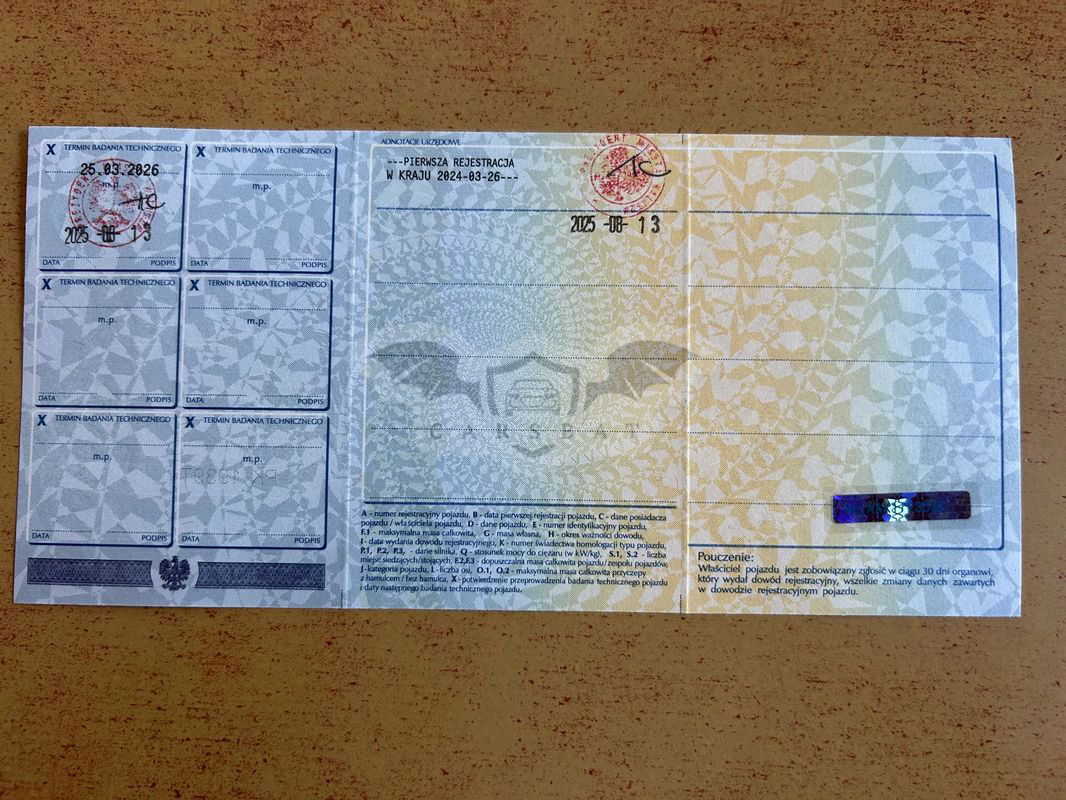 X TERMIN BADANIA TECHNICZNEGO
25.03.2026
m.p.
2025 -08- 13
DATA PODPIS
X TERMIN BADANIA TECHNICZNEGO
m.p.
DATA PODPIS
X TERMIN BADANIA TECHNICZNEGO
m.p.
DATA PODPIS
X TERMIN BADANIA TECHNICZNEGO
m.p.
DATA PODPIS
X TERMIN BADANIA TECHNICZNEGO
m.p.
DATA PODPIS
X TERMIN BADANIA TECHNICZNEGO
m.p.
DATA PODPIS
ADNOTACJE URZĘDOWE
---PIERWSZA REJESTRACJA
W KRAJU 2024-03-26---
PREZYDENT MIASTA RZESZOWA
2025 -08- 13
CARSBAT
A - numer rejestracyjny pojazdu, B - data pierwszej rejestracji pojazdu, C - dane posiadacza
pojazdu / właściciela pojazdu, D - dane pojazdu, E - numer identyfikacyjny pojazdu,
F.1 - maksymalna masa całkowita, G - masa własna, H - okres ważności dowodu,
I - data wydania dowodu rejestracyjnego, K - numer świadectwa homologacji typu pojazdu,
P.1, P.2, P.3, - dane silnika, Q - stosunek mocy do ciężaru (w kW/kg), S.1, S.2 - liczba
miejsc siedzących/stojących, F.2,F.3 - dopuszczalna masa całkowita pojazdu/zespołu pojazdów,
J - kategoria pojazdu, L - liczba osi, O.1, O.2 - maksymalna masa całkowita przyczepy
z hamulcem / bez hamulca, X - potwierdzenie przeprowadzenia badania technicznego pojazdu
i daty następnego badania technicznego pojazdu.
Pouczenie:
Właściciel pojazdu jest zobowiązany zgłosić w ciągu 30 dni organowi,
który wydał dowód rejestracyjny, wszelkie zmiany danych zawartych
w dowodzie rejestracyjnym pojazdu.